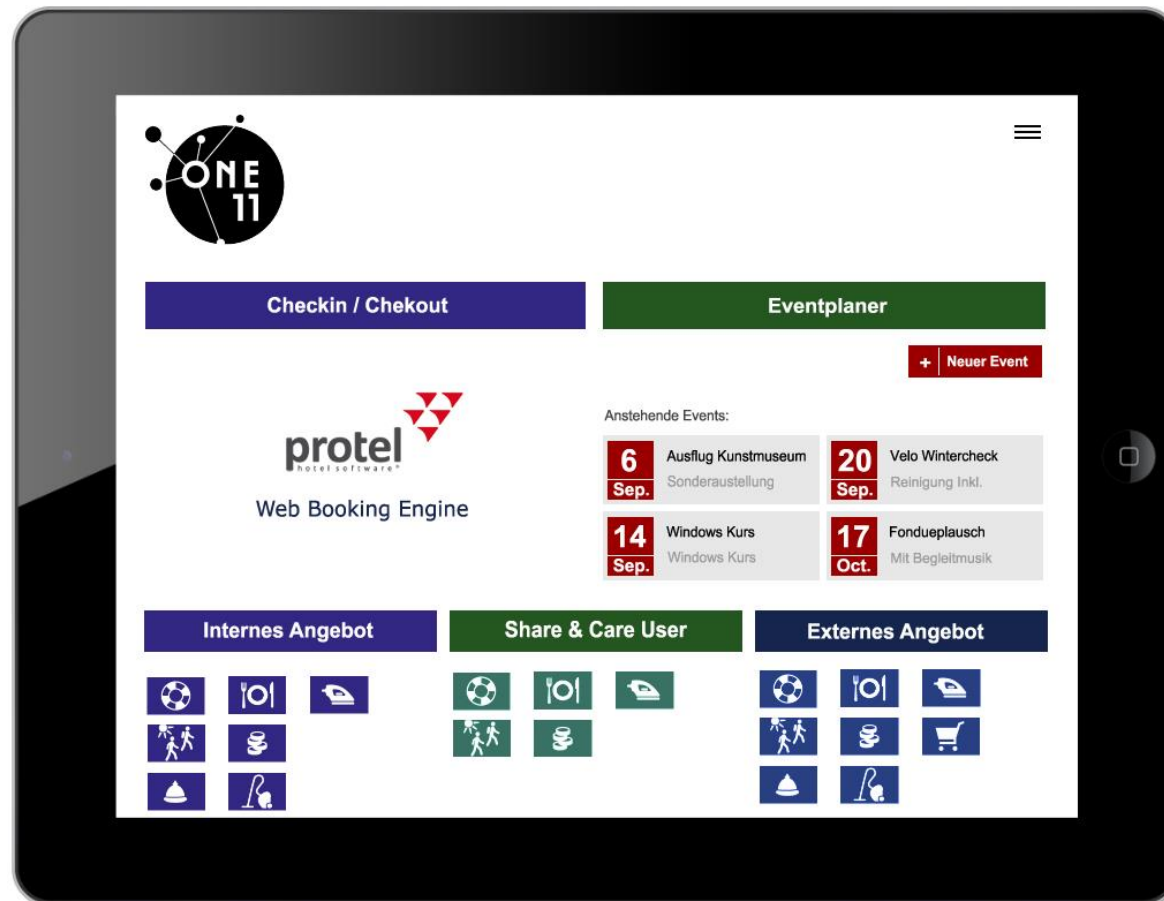 ONE
11
Checkin / Chekout
Eventplaner
+ Neuer Event
protel
hotel software®
Web Booking Engine
Anstehende Events:
6 Sep.
Ausflug Kunstmuseum
Sonderaustellung
20 Sep.
Velo Wintercheck
Reinigung Inkl.
14 Sep.
Windows Kurs
Windows Kurs
17 Oct.
Fondueplausch
Mit Begleitmusik
Internes Angebot
Share & Care User
Externes Angebot